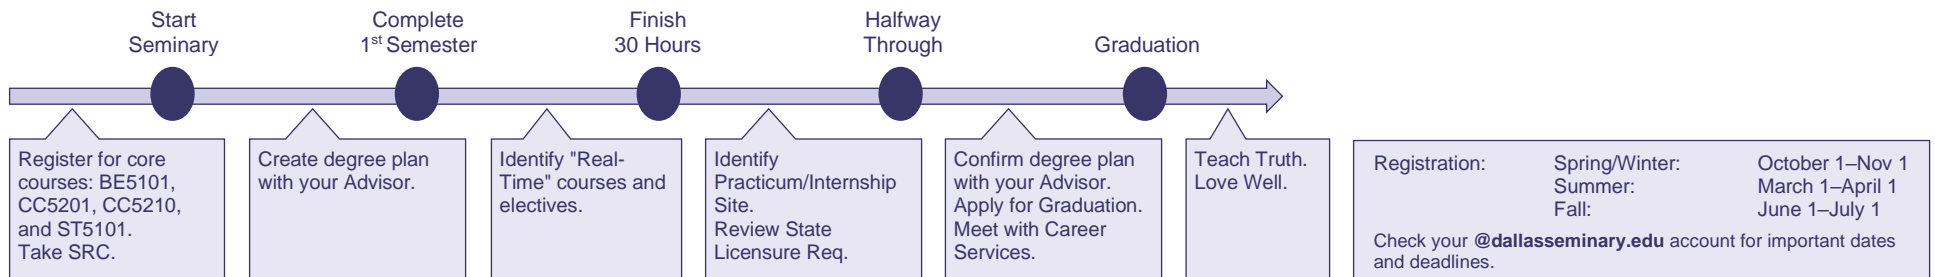 Start
Seminary
Complete
1st Semester
Finish
30 Hours
Halfway
Through
Graduation
Register for core
courses: BE5101,
CC5201, CC5210,
and ST5101.
Take SRC.
Create degree plan
with your Advisor.
Identify "Real-
Time" courses and
electives.
Identify
Practicum/Internship
Site.
Review State
Licensure Req.
Confirm degree plan
with your Advisor.
Apply for Graduation.
Meet with Career
Services.
Teach Truth.
Love Well.
Registration: Spring/Winter: October 1–Nov 1
Summer: March 1–April 1
Fall: June 1–July 1
Check your @dallasseminary.edu account for important dates
and deadlines.